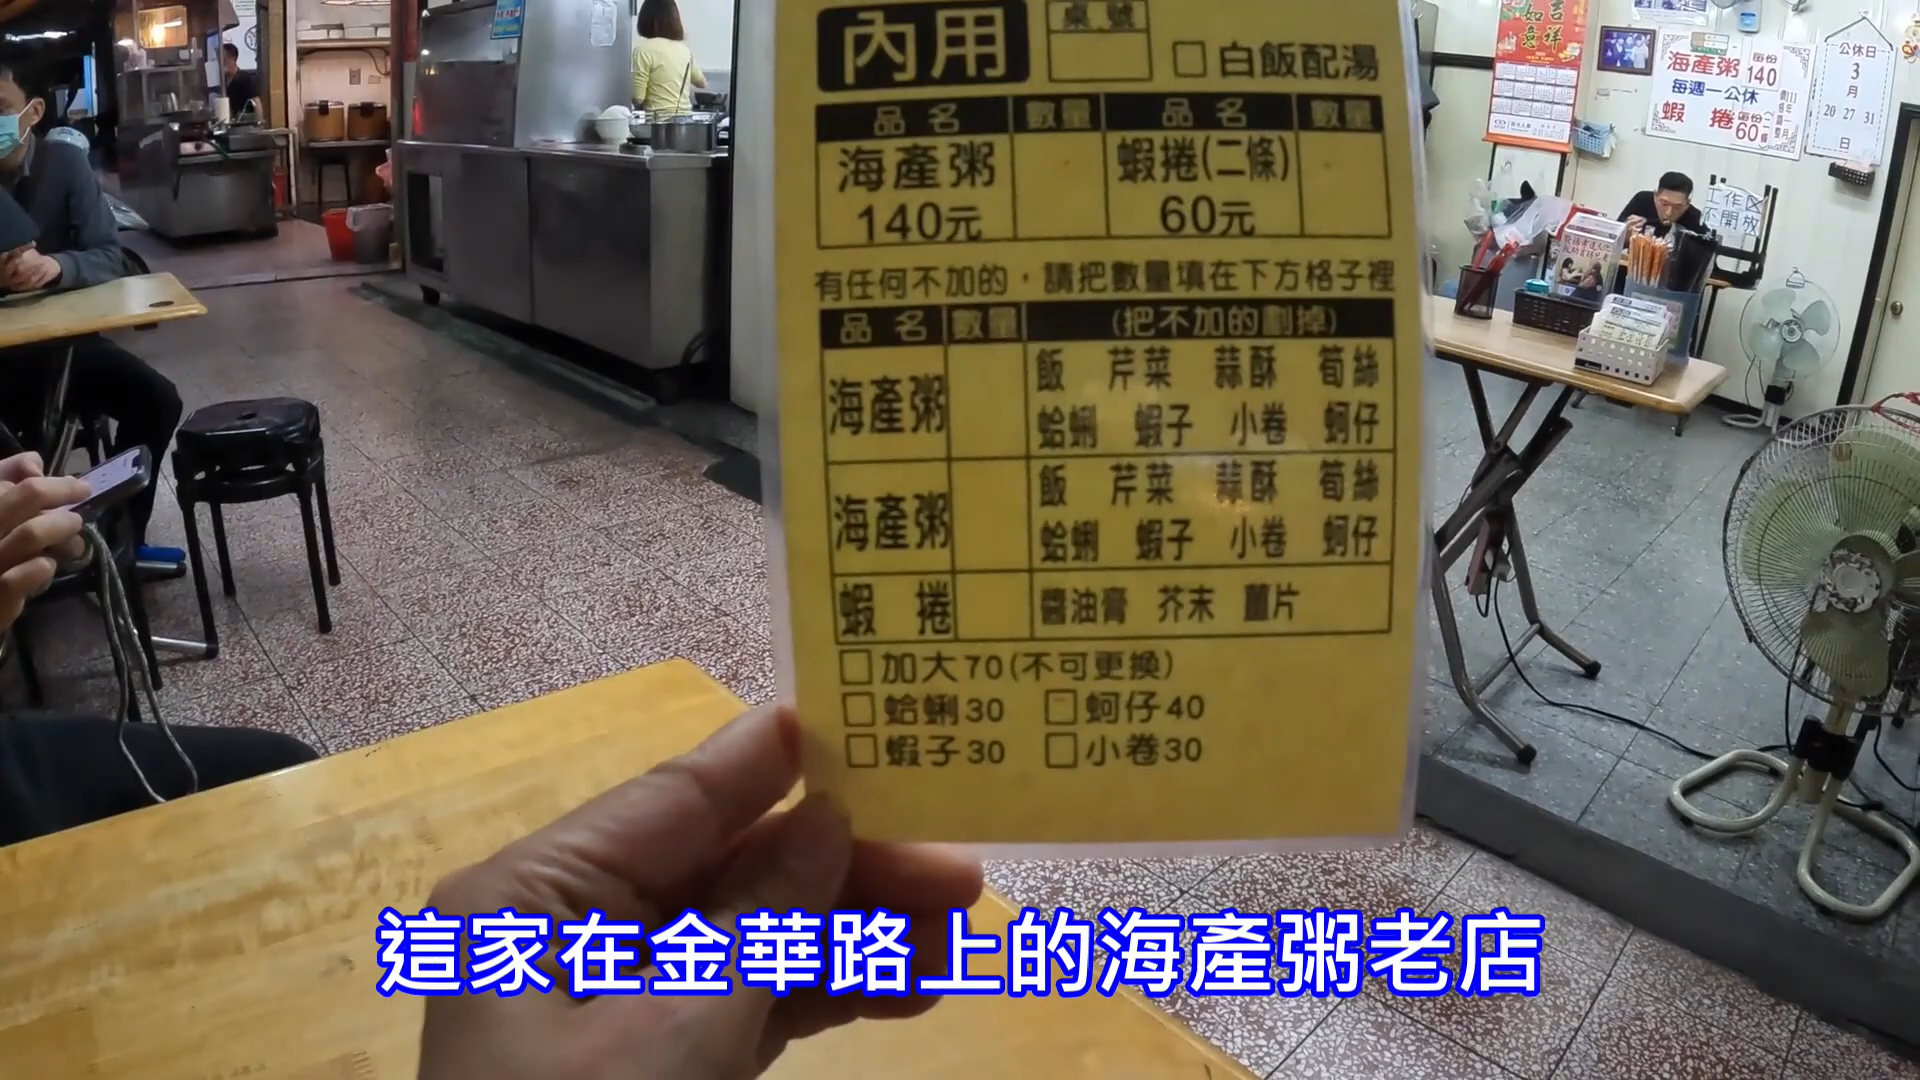 內用
桌號
□白飯配湯
品名 數量 品名 數量
海產粥 蝦捲(二條)
140元 60元
有任何不加的，請把數量填在下方格子裡
品名 數量 (把不加的劃掉)
海產粥 飯 芹菜 蒜酥 筍絲
蛤蜊 蝦子 小卷 蚵仔
海產粥 飯 芹菜 蒜酥 筍絲
蛤蜊 蝦子 小卷 蚵仔
蝦捲 醬油膏 芥末 薑片
□加大70(不可更換)
□蛤蜊30 □蚵仔40
□蝦子30 □小卷30
吉祥
如意
海產粥 每份 140
每週一公休
蝦捲 每份 60
公休日
3
月
20 27 31
日
工作區
不開放
這家在金華路上的海產粥老店